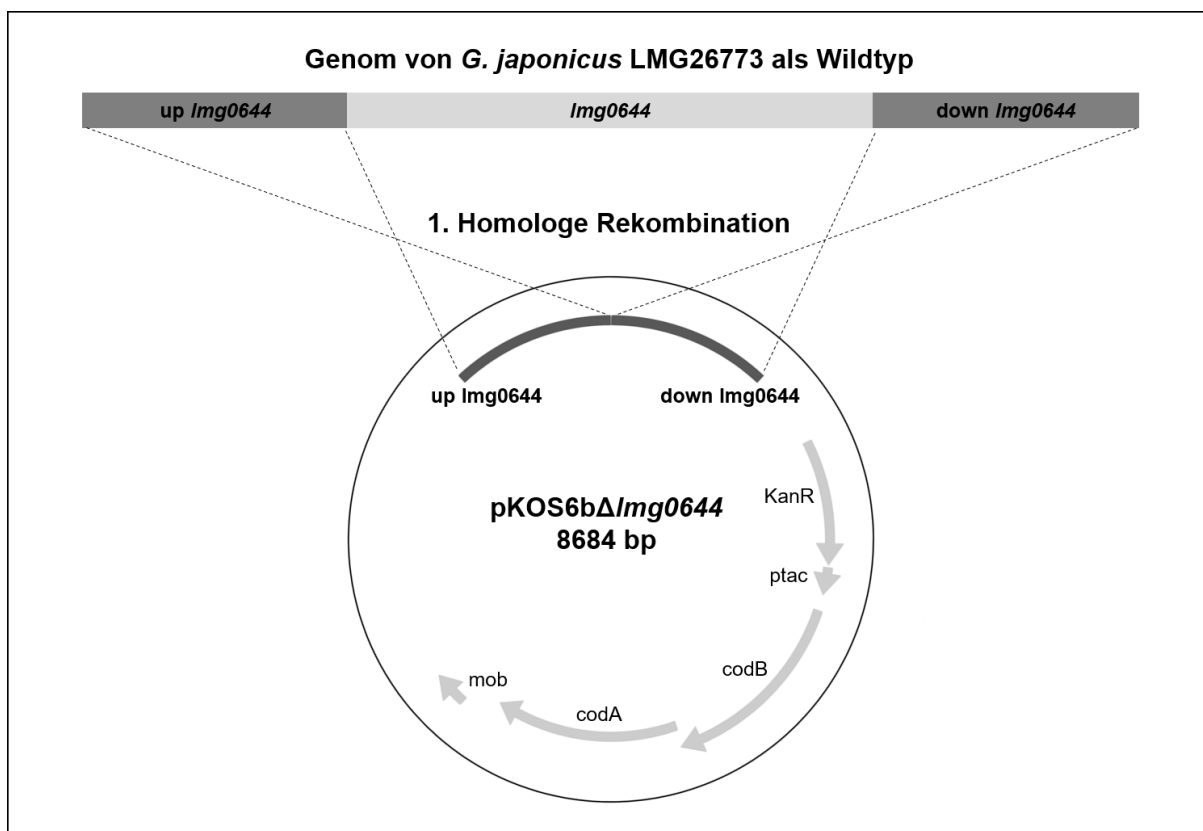 Genom von G. japonicus LMG26773 als Wildtyp
up lmg0644
lmg0644
down lmg0644
1. Homologe Rekombination
up lmg0644
down lmg0644
KanR
pKOS6bΔlmg0644
8684 bp
ptac
codB
mob
codA